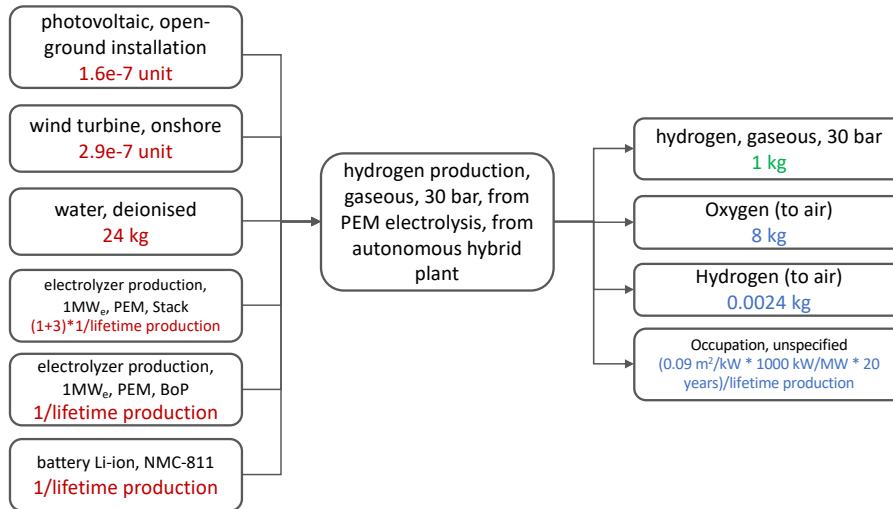 photovoltaic, open-
ground installation
1.6e-7 unit
wind turbine, onshore
2.9e-7 unit
water, deionised
24 kg
electrolyzer production,
1MWₑ, PEM, Stack
(1+3)*1/lifetime production
electrolyzer production,
1MWₑ, PEM, BoP
1/lifetime production
battery Li-ion, NMC-811
1/lifetime production
hydrogen production,
gaseous, 30 bar, from
PEM electrolysis, from
autonomous hybrid
plant
hydrogen, gaseous, 30 bar
1 kg
Oxygen (to air)
8 kg
Hydrogen (to air)
0.0024 kg
Occupation, unspecified
(0.09 m²/kW * 1000 kW/MW * 20
years)/lifetime production